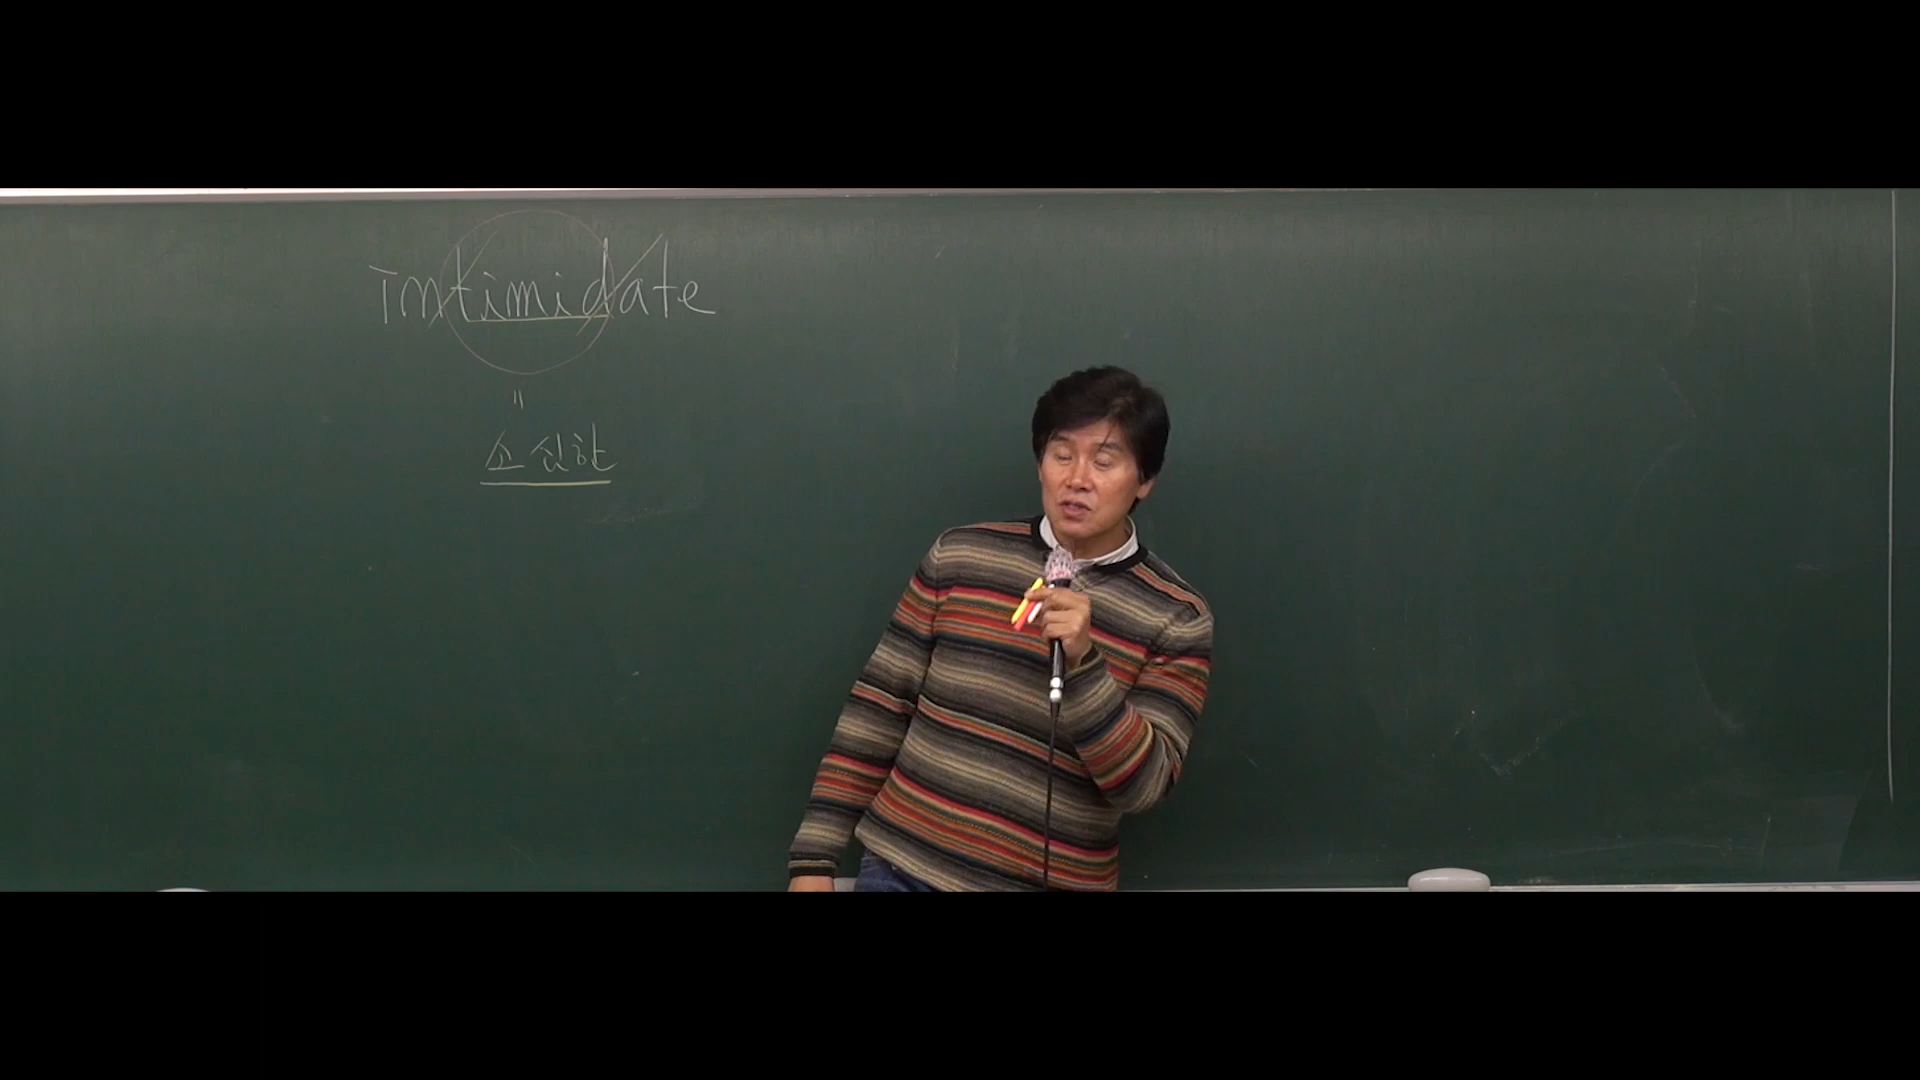 intimidate
=
소심한